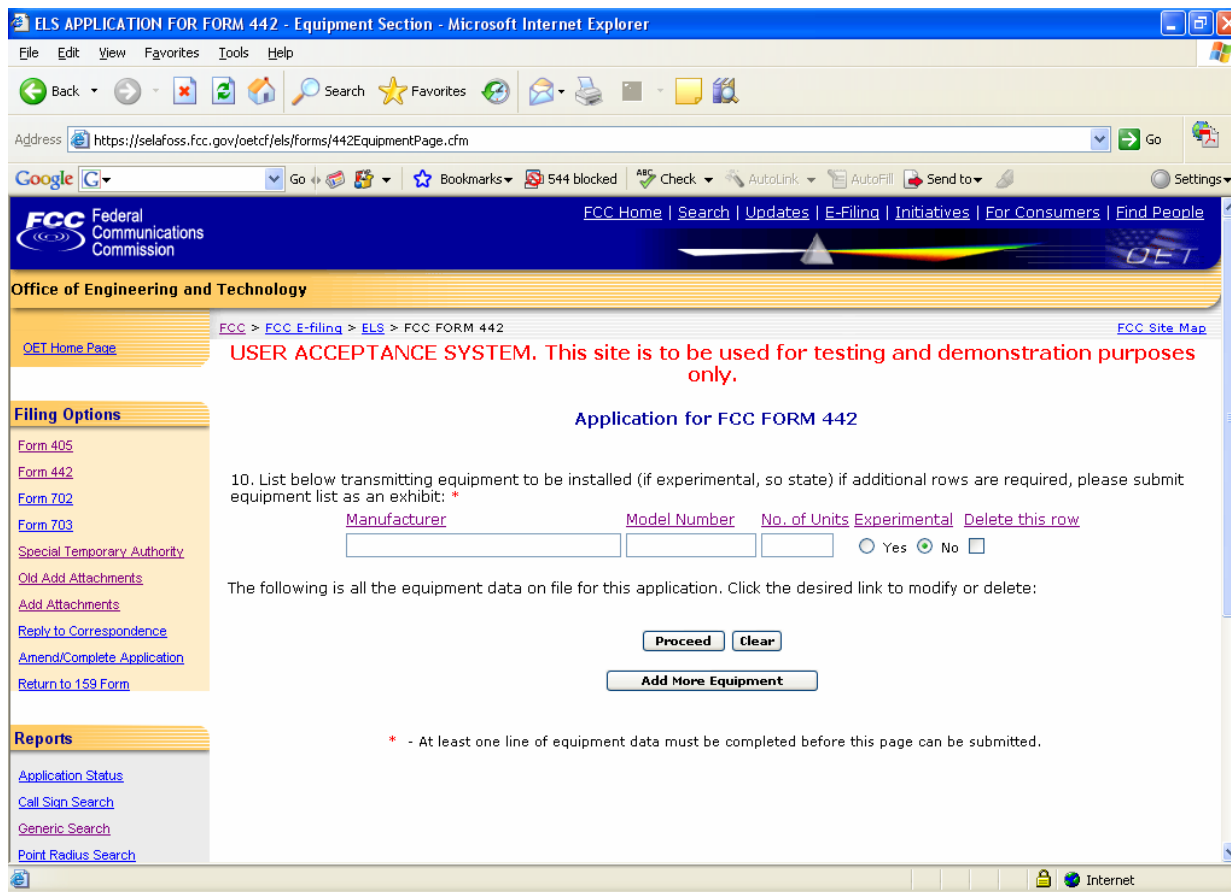 ELS APPLICATION FOR FORM 442 - Equipment Section - Microsoft Internet Explorer
File Edit View Favorites Tools Help
Back Search Favorites
Address https://selafoss.fcc.gov/oetcf/els/forms/442EquipmentPage.cfm Go
Google G Go Bookmarks 544 blocked ABC Check AutoLink AutoFill Send to Settings
FCC Federal Communications Commission
FCC Home | Search | Updates | E-Filing | Initiatives | For Consumers | Find People
OET
Office of Engineering and Technology
FCC > FCC E-filing > ELS > FCC FORM 442 FCC Site Map
OET Home Page
USER ACCEPTANCE SYSTEM. This site is to be used for testing and demonstration purposes
only.
Filing Options
Form 405
Form 442
Form 702
Form 703
Special Temporary Authority
Old Add Attachments
Add Attachments
Reply to Correspondence
Amend/Complete Application
Return to 159 Form
Reports
Application Status
Call Sign Search
Generic Search
Point Radius Search
Application for FCC FORM 442
10. List below transmitting equipment to be installed (if experimental, so state) if additional rows are required, please submit
equipment list as an exhibit: *
Manufacturer Model Number No. of Units Experimental Delete this row
Yes No
The following is all the equipment data on file for this application. Click the desired link to modify or delete:
Proceed Clear
Add More Equipment
* - At least one line of equipment data must be completed before this page can be submitted.
Internet